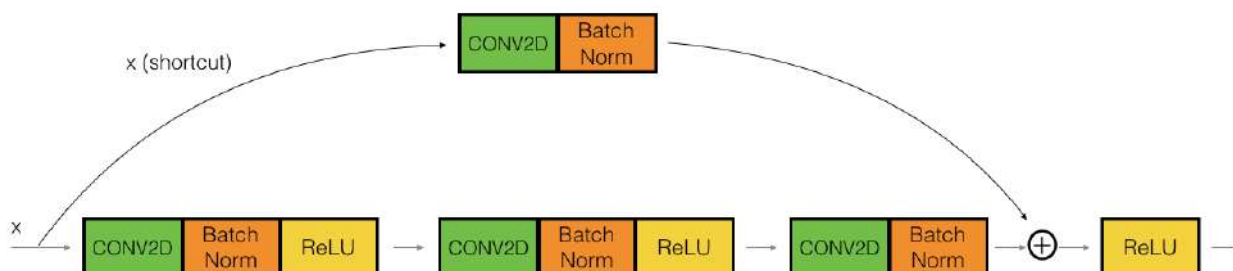 x (shortcut)
CONV2D
Batch
Norm
x
CONV2D
Batch
Norm
ReLU
CONV2D
Batch
Norm
ReLU
CONV2D
Batch
Norm
ReLU